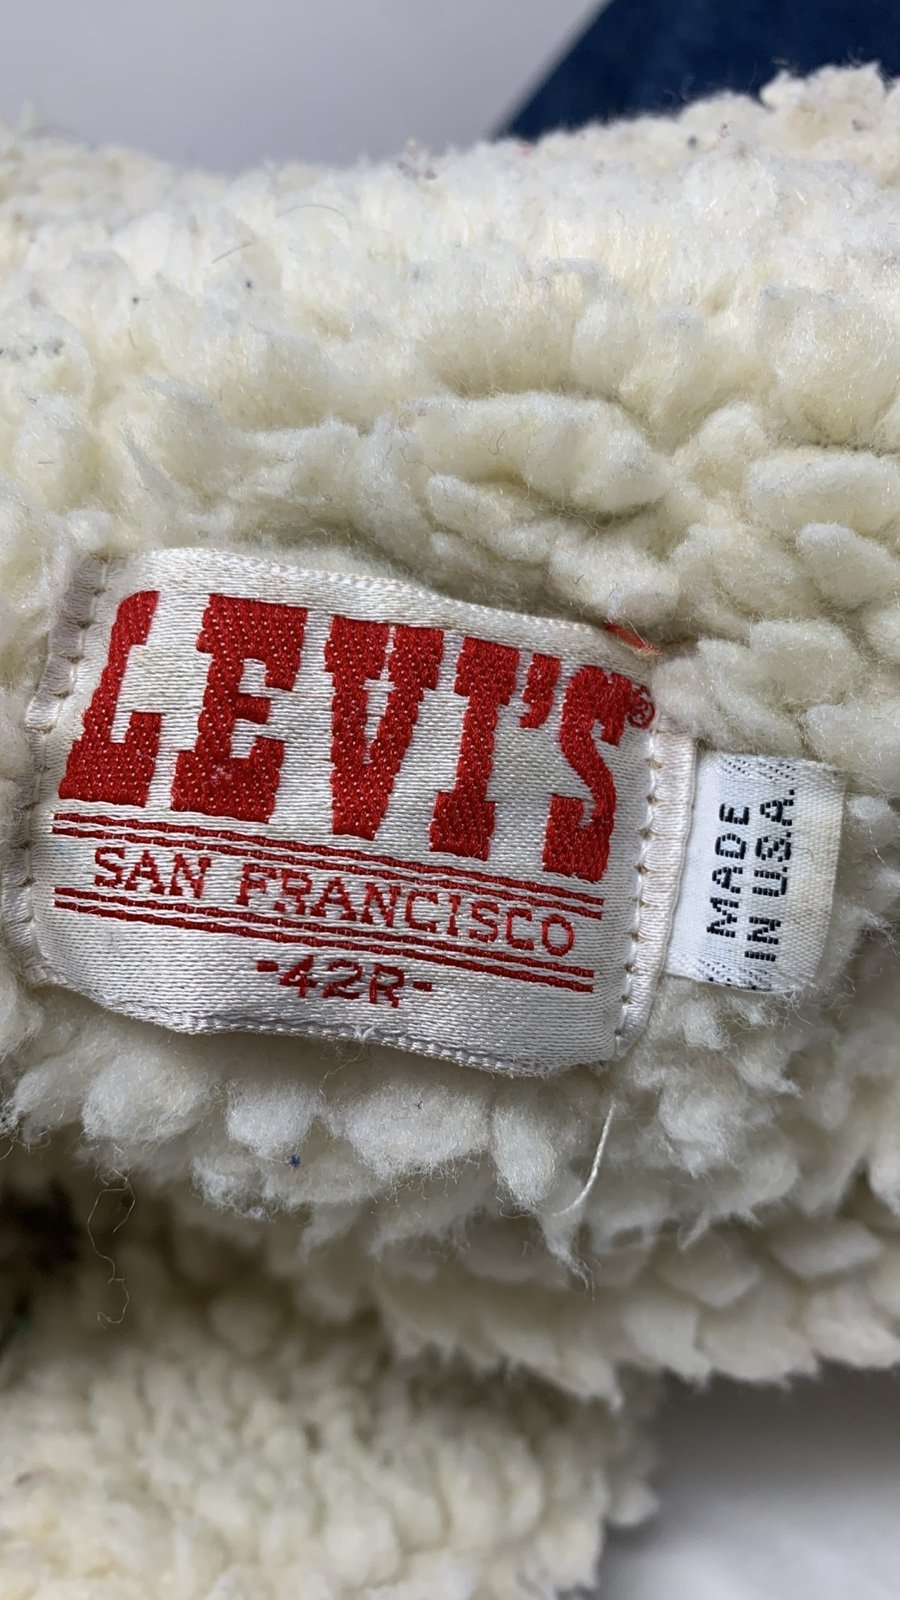 LEVI'S®
SAN FRANCISCO
-42R-
MADE
IN U.S.A.